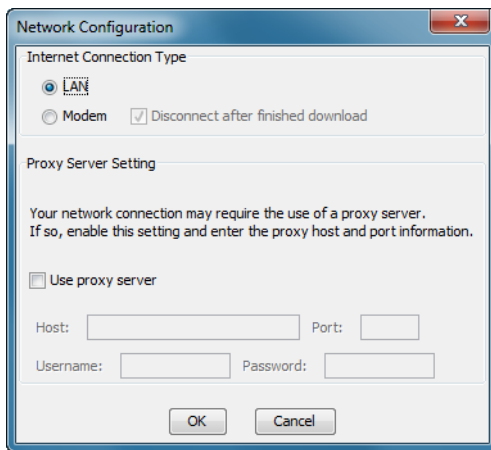 Network Configuration
Internet Connection Type
LAN
Modem Disconnect after finished download
Proxy Server Setting
Your network connection may require the use of a proxy server.
If so, enable this setting and enter the proxy host and port information.
Use proxy server
Host: Port:
Username: Password:
OK Cancel